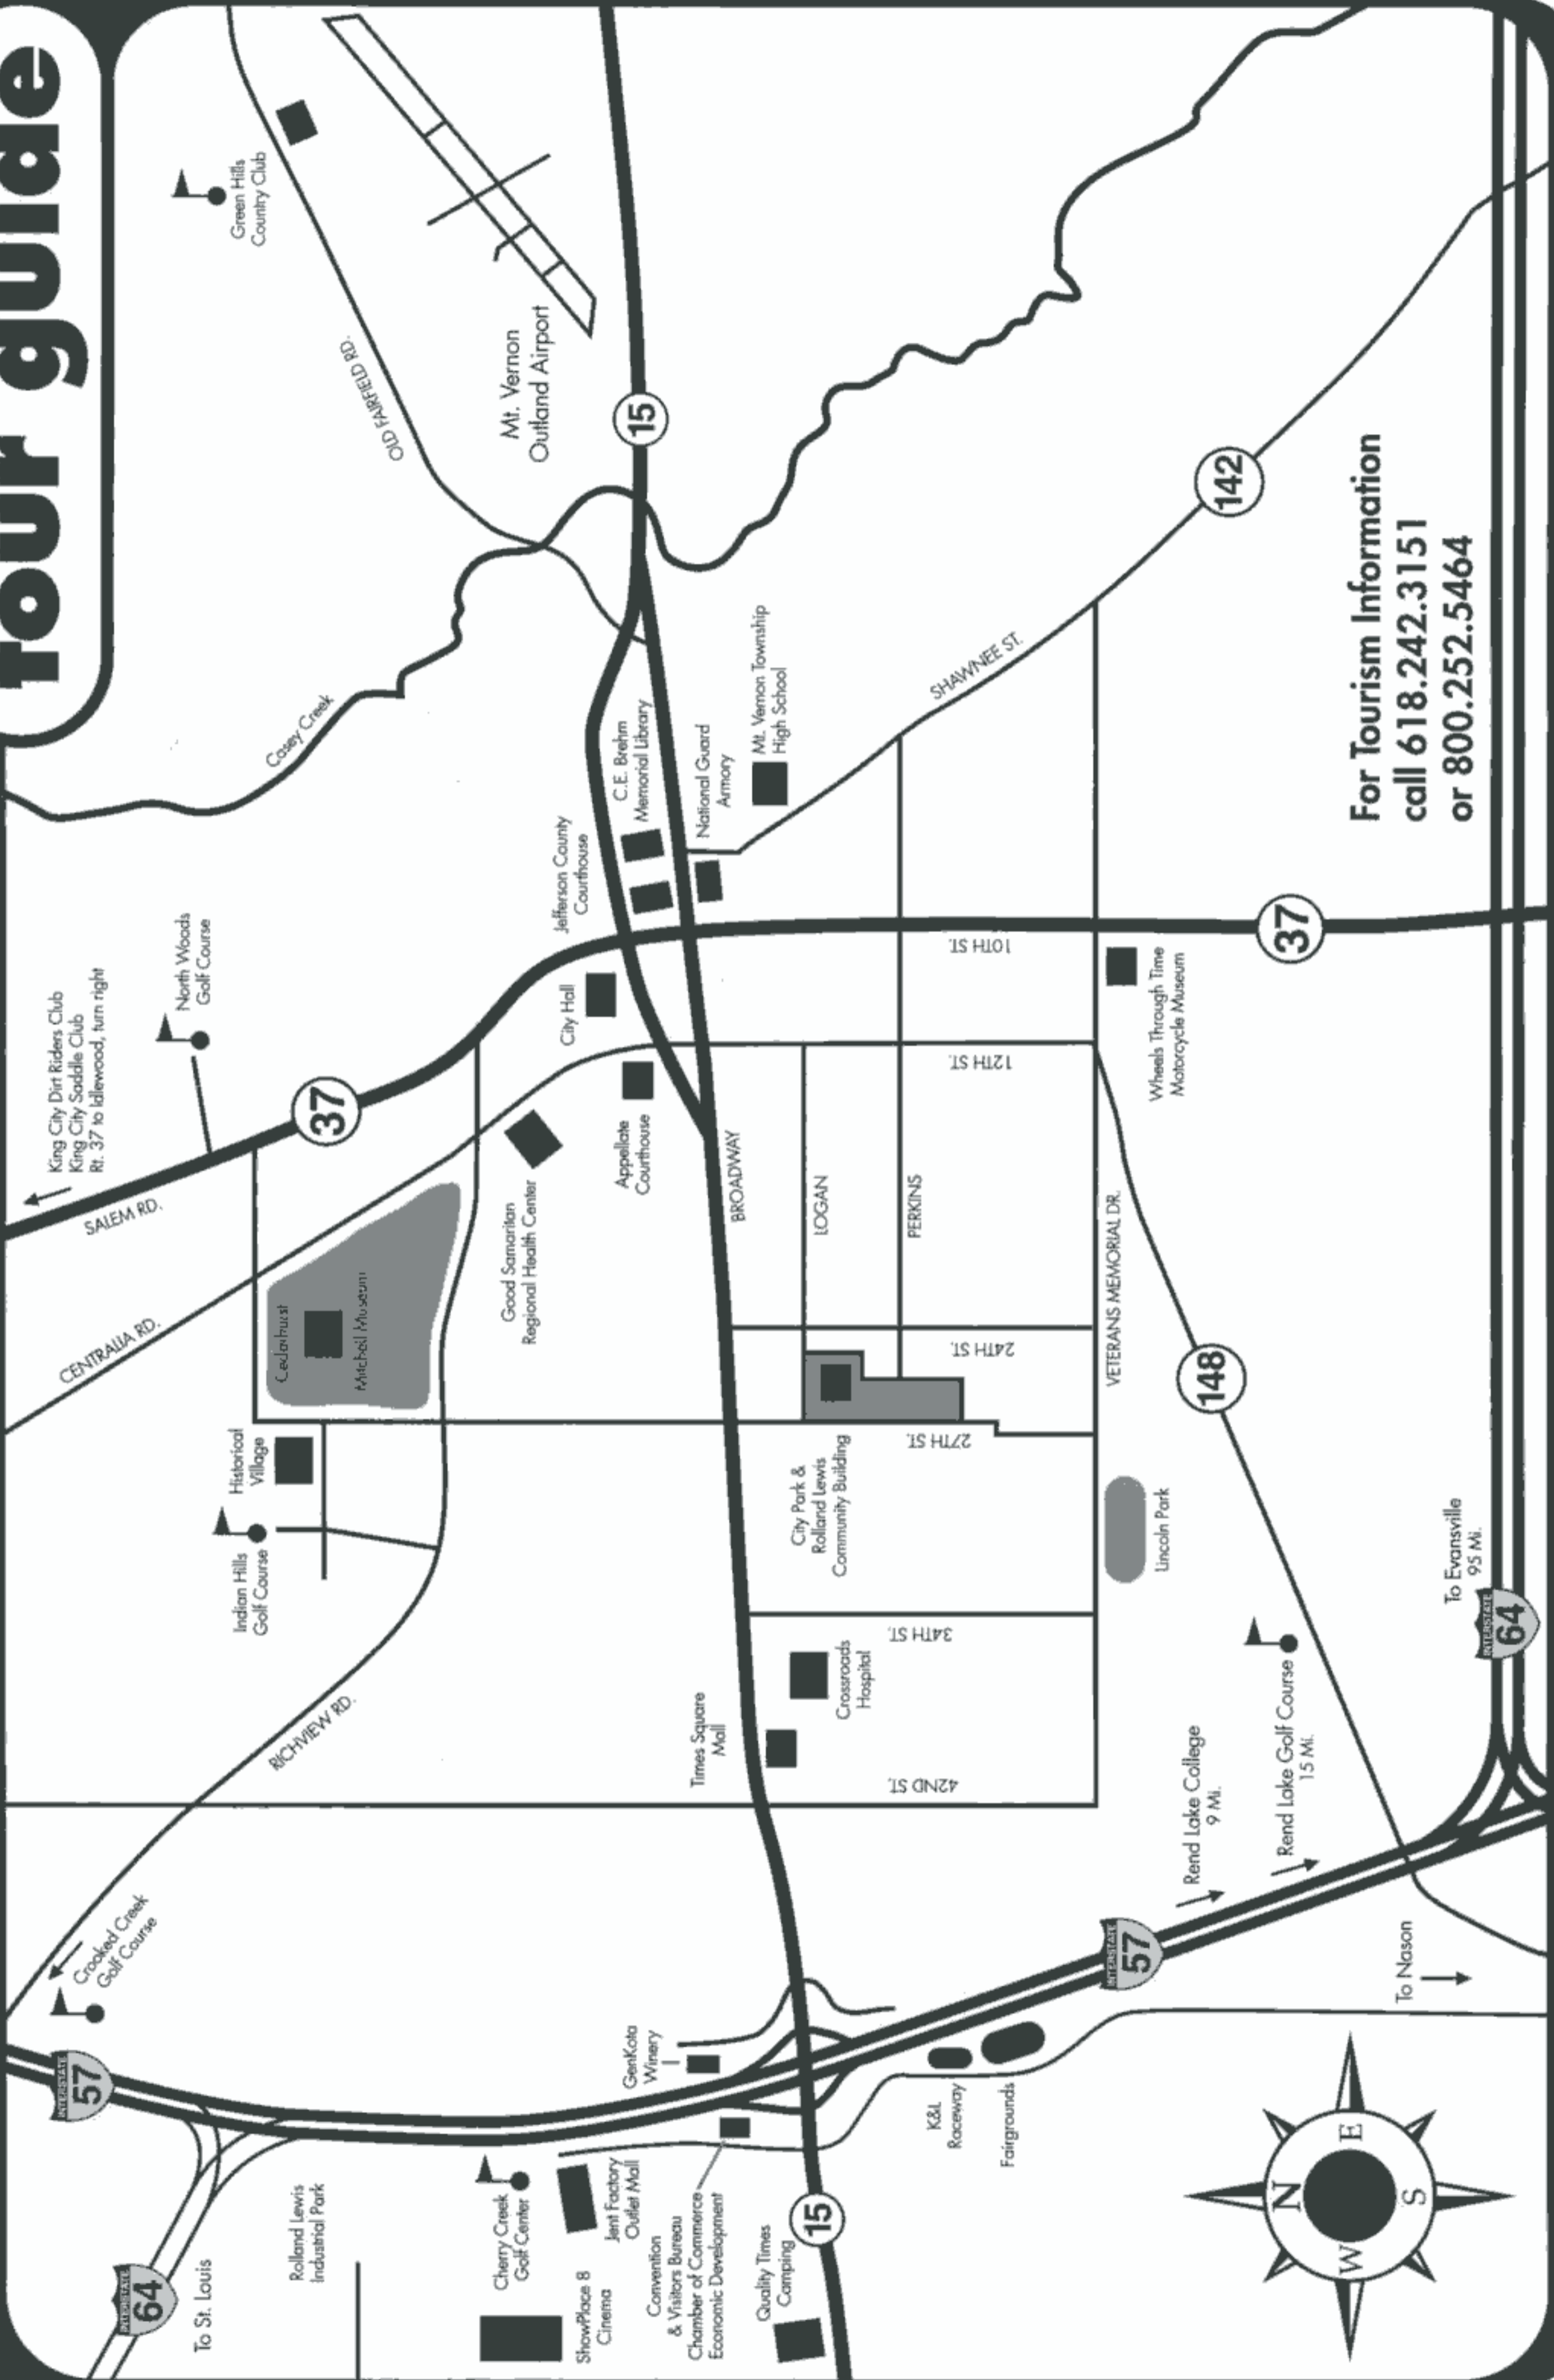 Tour guide
King City Dirt Riders Club
King City Saddle Club
Rt. 37 to Idlewood, turn right
North Woods
Golf Course
Green Hills
Country Club
Casey Creek
OLD FAIRFIELD RD.
Mt. Vernon
Outland Airport
15
SALEM RD.
37
CENTRALIA RD.
Cedarhurst
Mitchell Museum
Historical
Village
Indian Hills
Golf Course
RICHVIEW RD.
Crooked Creek
Golf Course
INTERSTATE
57
INTERSTATE
64
To St. Louis
Rolland Lewis
Industrial Park
Cherry Creek
Golf Center
ShowPlace 8
Cinema
Jent Factory
Outlet Mall
Convention
& Visitors Bureau
Chamber of Commerce
Economic Development
Quality Times
Camping
15
GenKota
Winery
Times Square
Mall
Crossroads
Hospital
Good Samaritan
Regional Health Center
Appellate
Courthouse
City Hall
Jefferson County
Courthouse
C.E. Brehm
Memorial Library
National Guard
Armory
Mt. Vernon Township
High School
SHAWNEE ST.
142
BROADWAY
LOGAN
PERKINS
VETERANS MEMORIAL DR.
10TH ST.
12TH ST.
24TH ST.
27TH ST.
34TH ST.
42ND ST.
City Park &
Rolland Lewis
Community Building
Lincoln Park
Wheels Through Time
Motorcycle Museum
37
148
K&L
Raceway
Fairgrounds
INTERSTATE
57
Rend Lake College
9 Mi.
Rend Lake Golf Course
15 Mi.
To Nason
To Evansville
95 Mi.
INTERSTATE
64
For Tourism Information
call 618.242.3151
or 800.252.5464
N
E
S
W